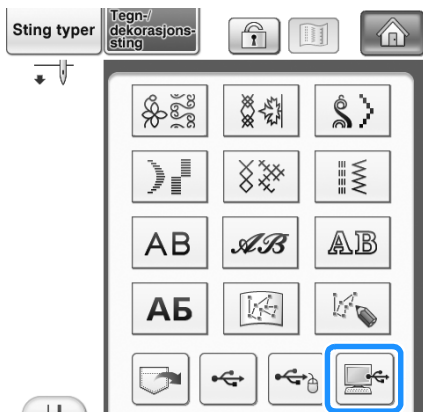 Sting typer
Tegn-/
dekorasjons-
sting
AB
AB
AB
АБ